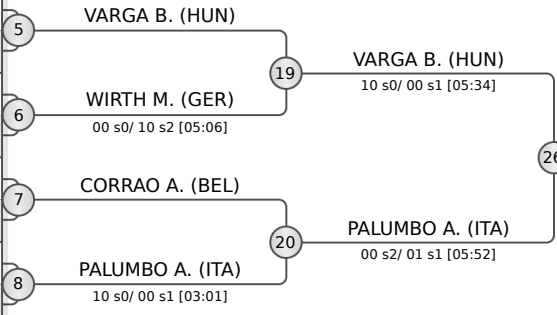 VARGA B. (HUN)
5
19
VARGA B. (HUN)
10 s0/ 00 s1 [05:34]
WIRTH M. (GER)
6
00 s0/ 10 s2 [05:06]
26
CORRAO A. (BEL)
7
20
PALUMBO A. (ITA)
00 s2/ 01 s1 [05:52]
PALUMBO A. (ITA)
8
10 s0/ 00 s1 [03:01]